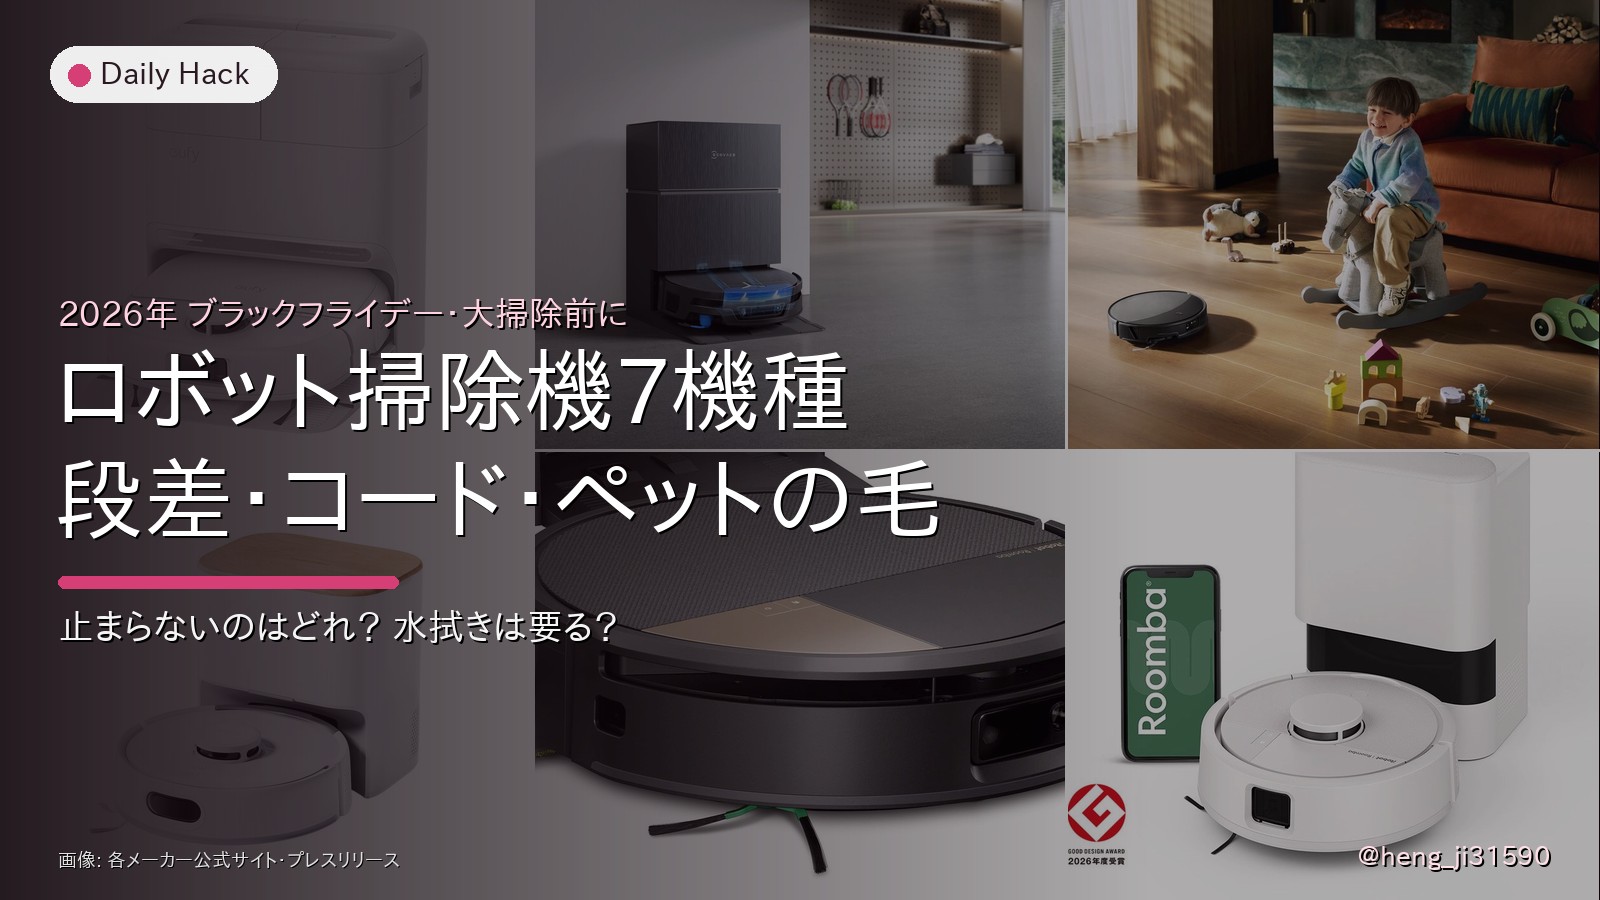 Daily Hack
2026年 ブラックフライデー・大掃除前に
ロボット掃除機7機種
段差・コード・ペットの毛
止まらないのはどれ? 水拭きは要る?
Roomba
GOOD DESIGN AWARD
2026年度受賞
画像: 各メーカー公式サイト・プレスリリース
@heng_ji31590